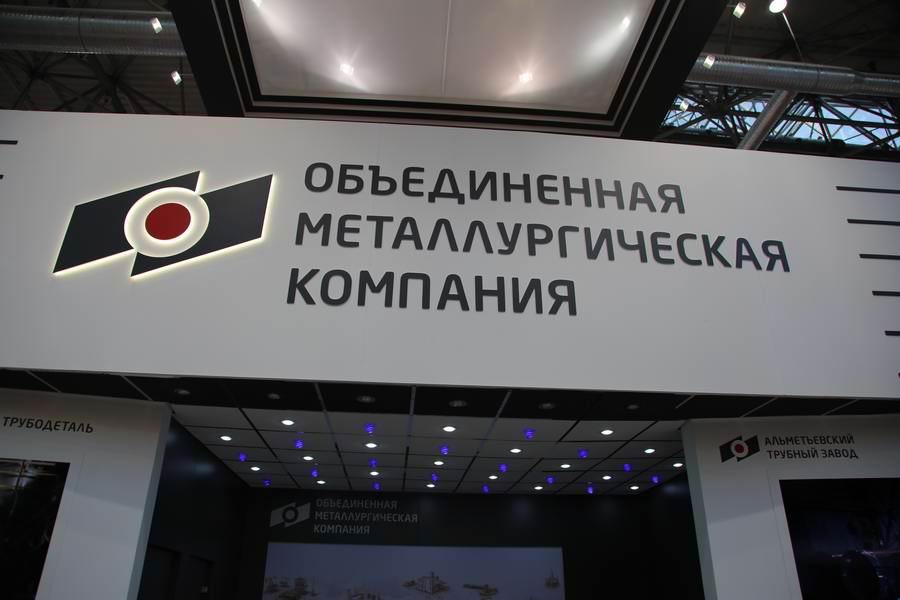 ОБЪЕДИНЕННАЯ
МЕТАЛЛУРГИЧЕСКАЯ
КОМПАНИЯ
ТРУБОДЕТАЛЬ
АЛЬМЕТЬЕВСКИЙ
ТРУБНЫЙ ЗАВОД
ОБЪЕДИНЕННАЯ
МЕТАЛЛУРГИЧЕСКАЯ
КОМПАНИЯ